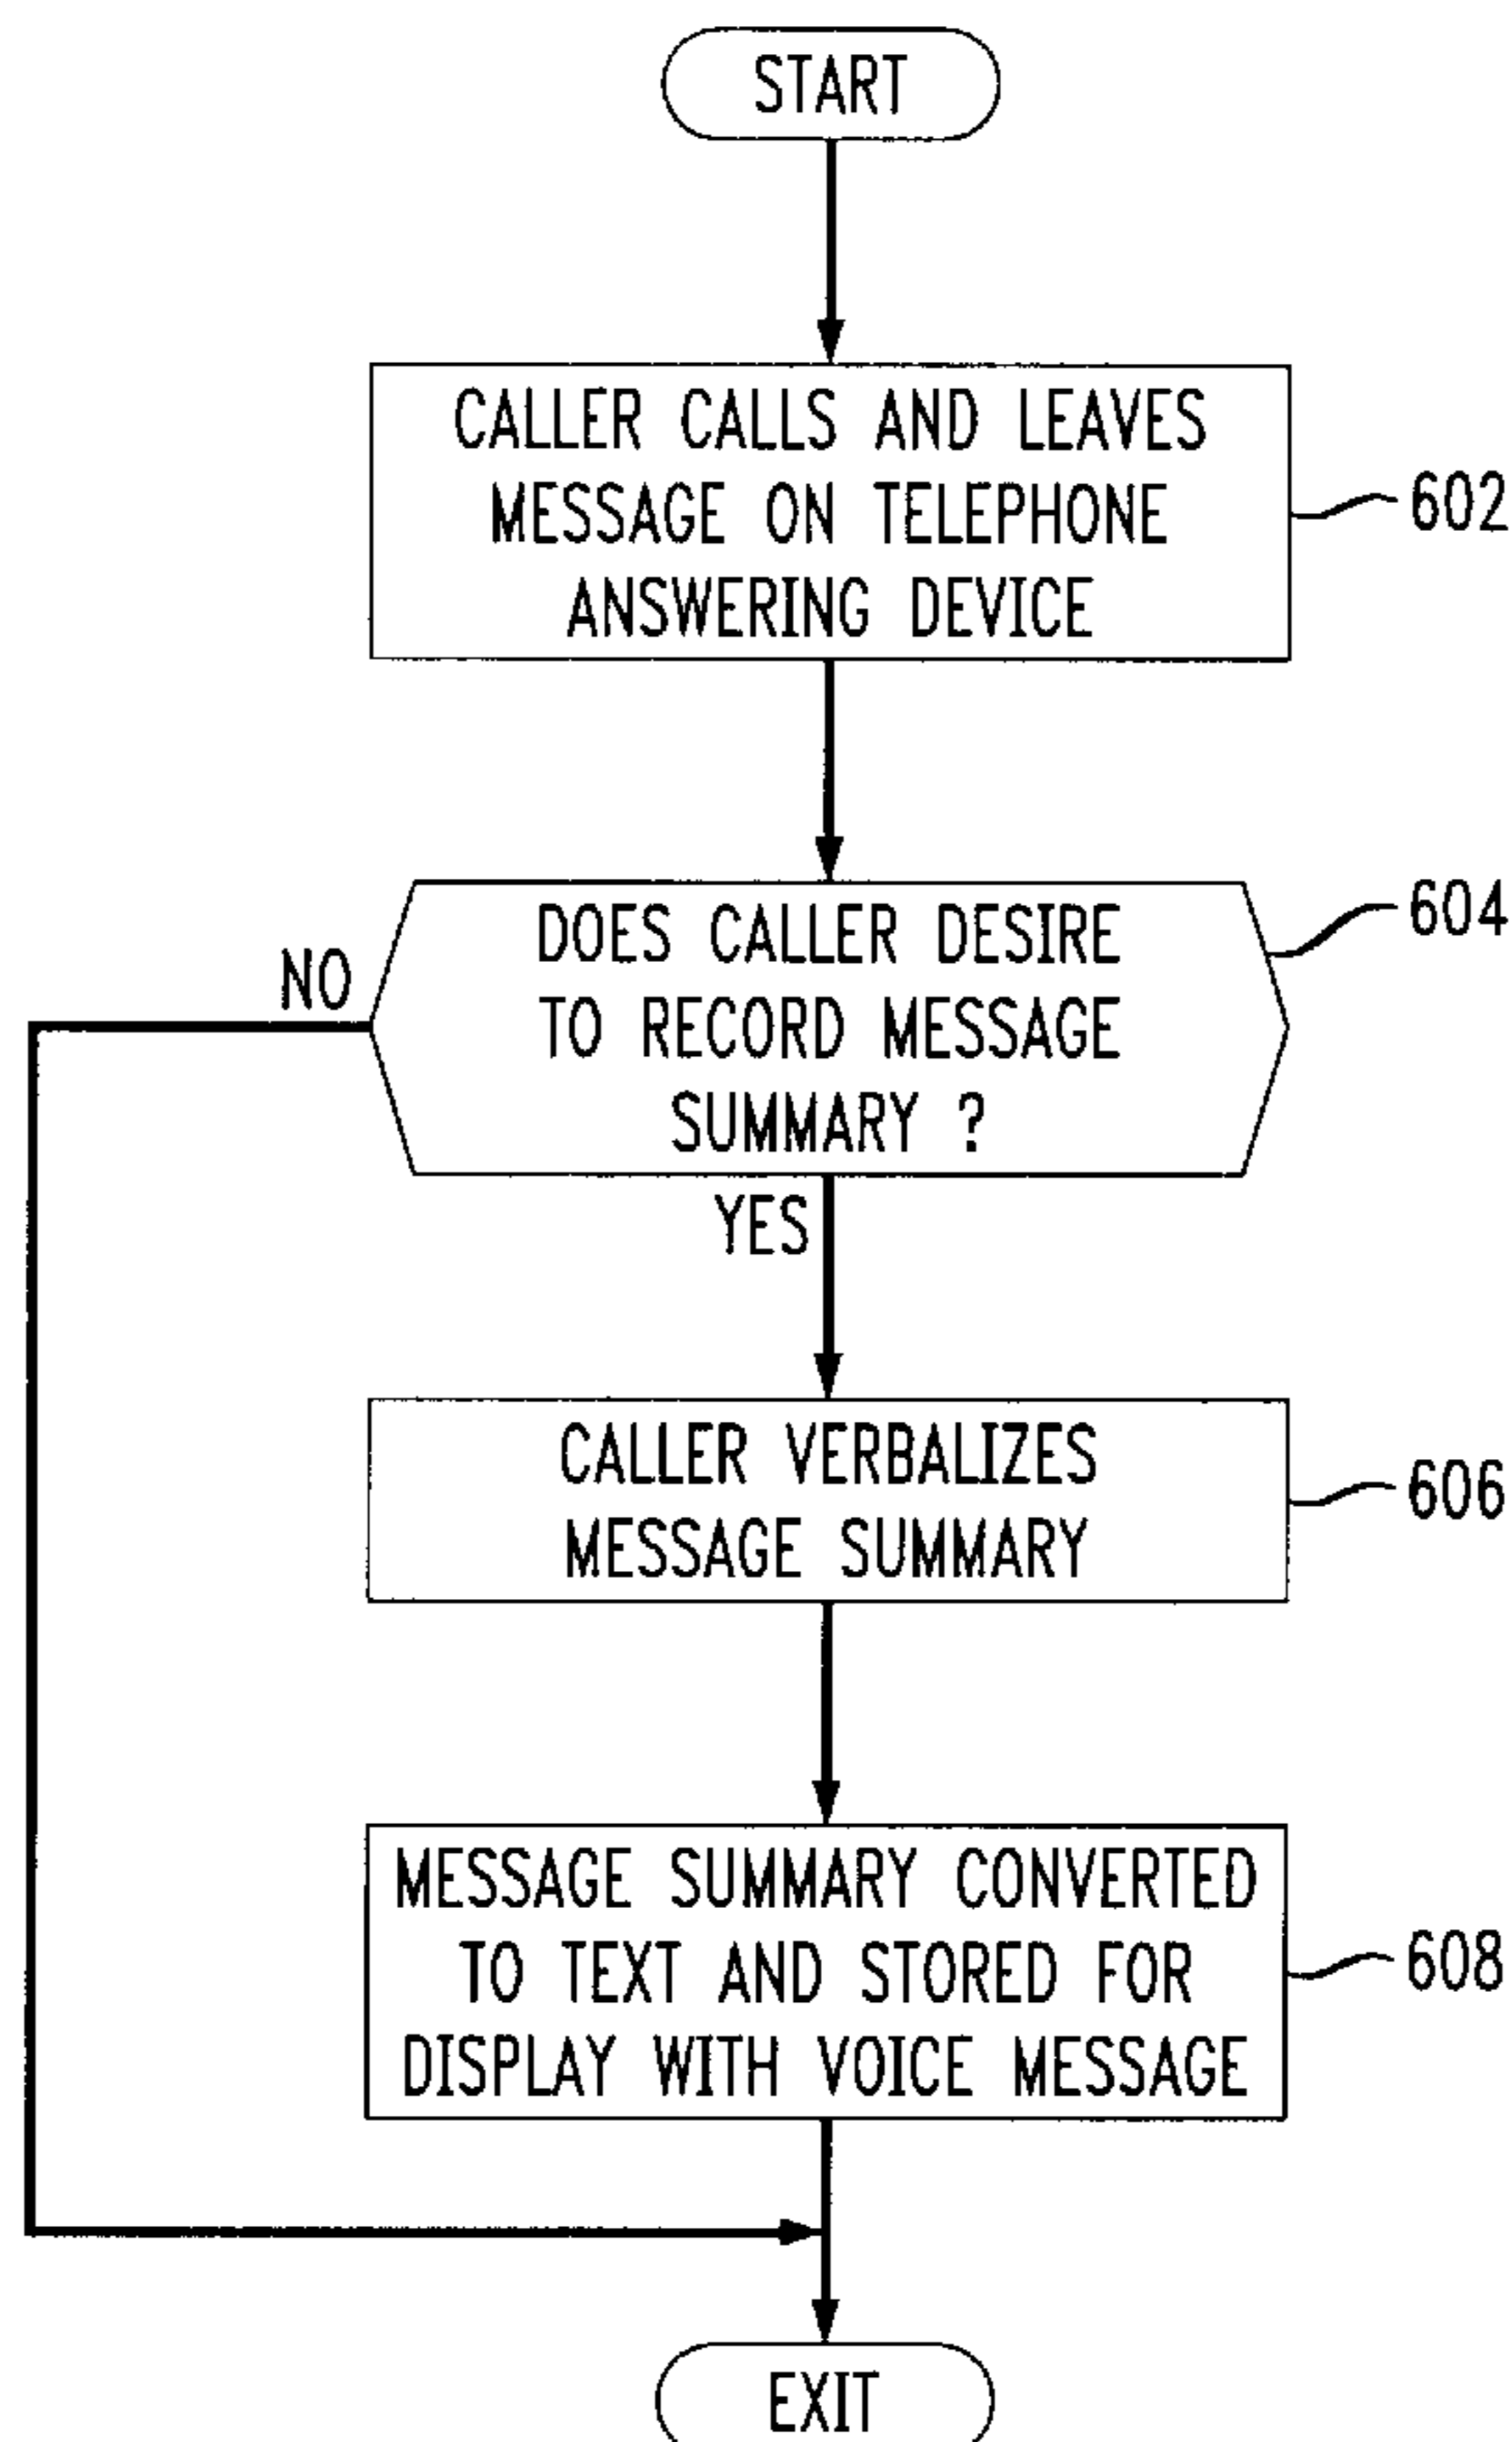 START
CALLER CALLS AND LEAVES
MESSAGE ON TELEPHONE
ANSWERING DEVICE
602
DOES CALLER DESIRE
TO RECORD MESSAGE
SUMMARY ?
604
NO
YES
CALLER VERBALIZES
MESSAGE SUMMARY
606
MESSAGE SUMMARY CONVERTED
TO TEXT AND STORED FOR
DISPLAY WITH VOICE MESSAGE
608
EXIT